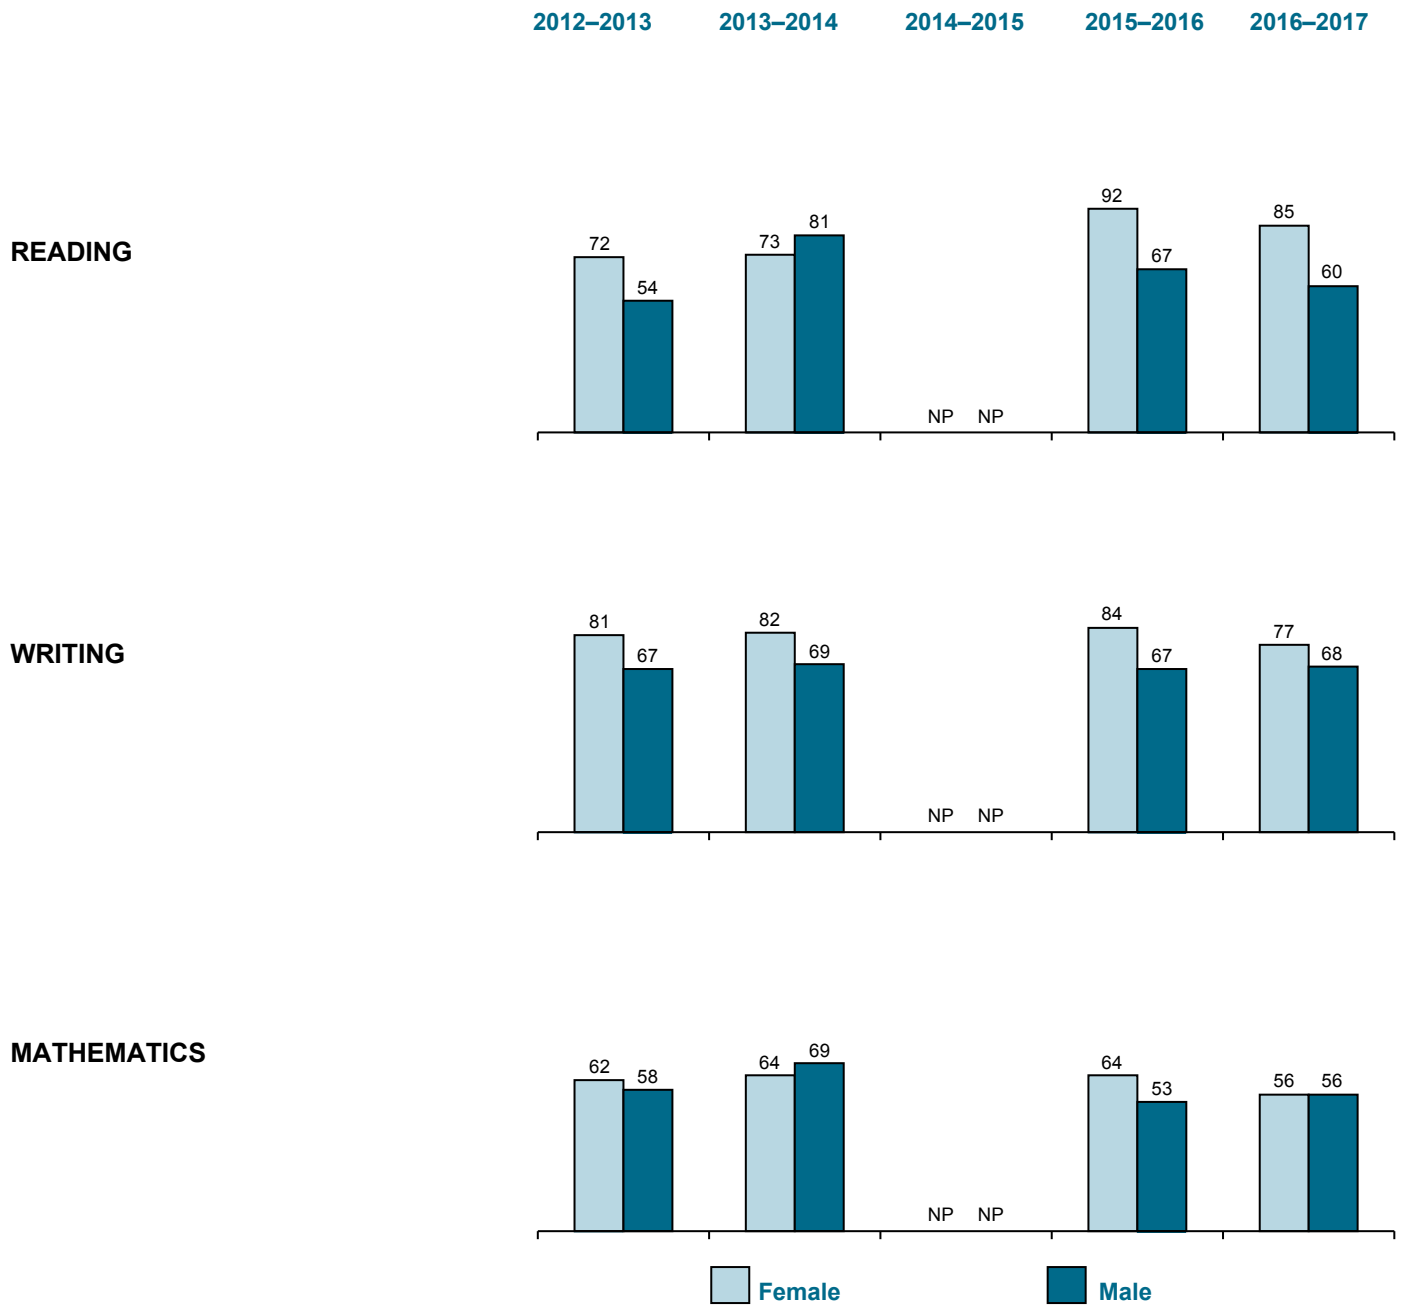 2012–2013 2013–2014 2014–2015 2015–2016 2016–2017
READING
72 54 73 81 NP NP 92 67 85 60
WRITING
81 67 82 69 NP NP 84 67 77 68
MATHEMATICS
62 58 64 69 NP NP 64 53 56 56
Female Male